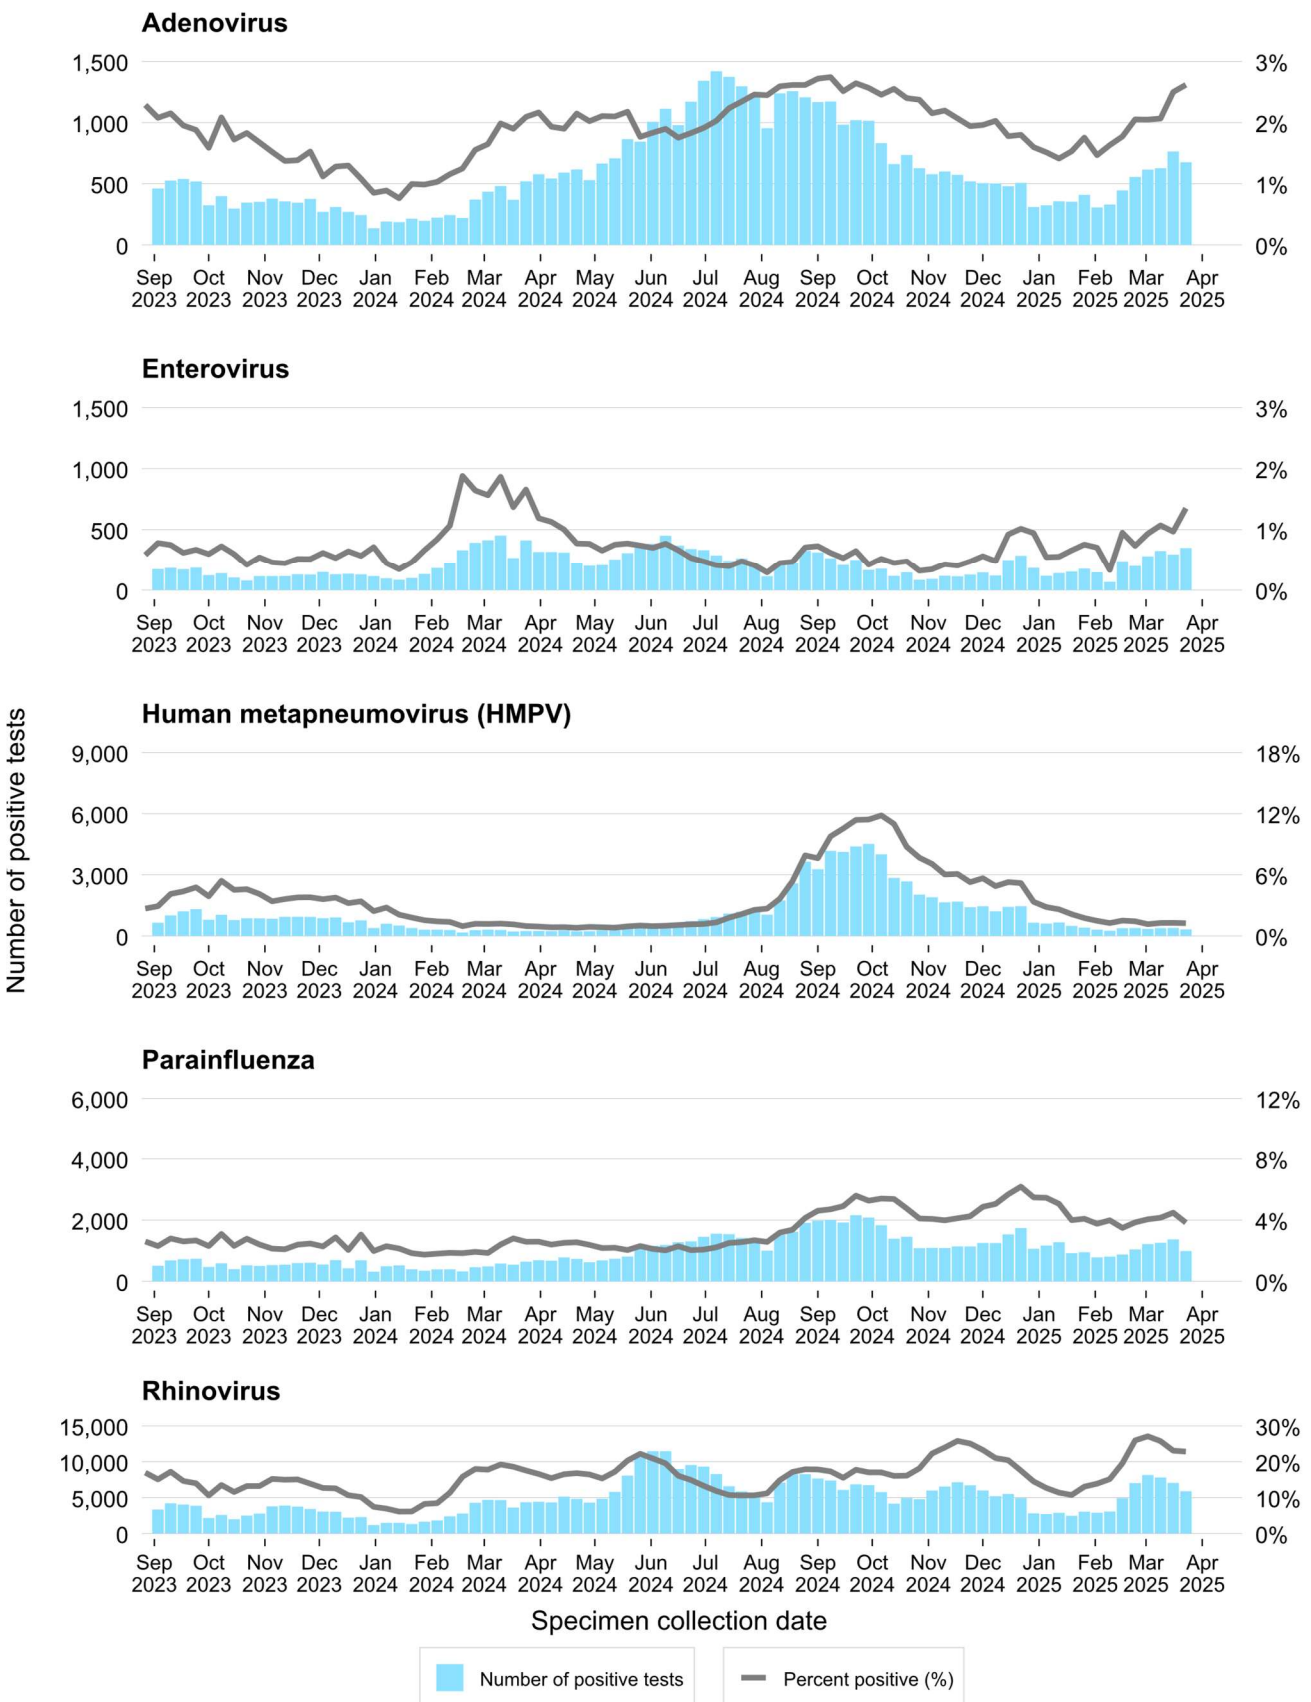 Adenovirus
1,500 3%
1,000 2%
500 1%
0 0%
Sep Oct Nov Dec Jan Feb Mar Apr May Jun Jul Aug Sep Oct Nov Dec Jan Feb Mar Apr
2023 2023 2023 2023 2024 2024 2024 2024 2024 2024 2024 2024 2024 2024 2024 2024 2025 2025 2025 2025
Enterovirus
1,500 3%
1,000 2%
500 1%
0 0%
Sep Oct Nov Dec Jan Feb Mar Apr May Jun Jul Aug Sep Oct Nov Dec Jan Feb Mar Apr
2023 2023 2023 2023 2024 2024 2024 2024 2024 2024 2024 2024 2024 2024 2024 2024 2025 2025 2025 2025
Number of positive tests
Human metapneumovirus (HMPV)
9,000 18%
6,000 12%
3,000 6%
0 0%
Sep Oct Nov Dec Jan Feb Mar Apr May Jun Jul Aug Sep Oct Nov Dec Jan Feb Mar Apr
2023 2023 2023 2023 2024 2024 2024 2024 2024 2024 2024 2024 2024 2024 2024 2024 2025 2025 2025 2025
Parainfluenza
6,000 12%
4,000 8%
2,000 4%
0 0%
Sep Oct Nov Dec Jan Feb Mar Apr May Jun Jul Aug Sep Oct Nov Dec Jan Feb Mar Apr
2023 2023 2023 2023 2024 2024 2024 2024 2024 2024 2024 2024 2024 2024 2024 2024 2025 2025 2025 2025
Rhinovirus
15,000 30%
10,000 20%
5,000 10%
0 0%
Sep Oct Nov Dec Jan Feb Mar Apr May Jun Jul Aug Sep Oct Nov Dec Jan Feb Mar Apr
2023 2023 2023 2023 2024 2024 2024 2024 2024 2024 2024 2024 2024 2024 2024 2024 2025 2025 2025 2025
Specimen collection date
Number of positive tests Percent positive (%)